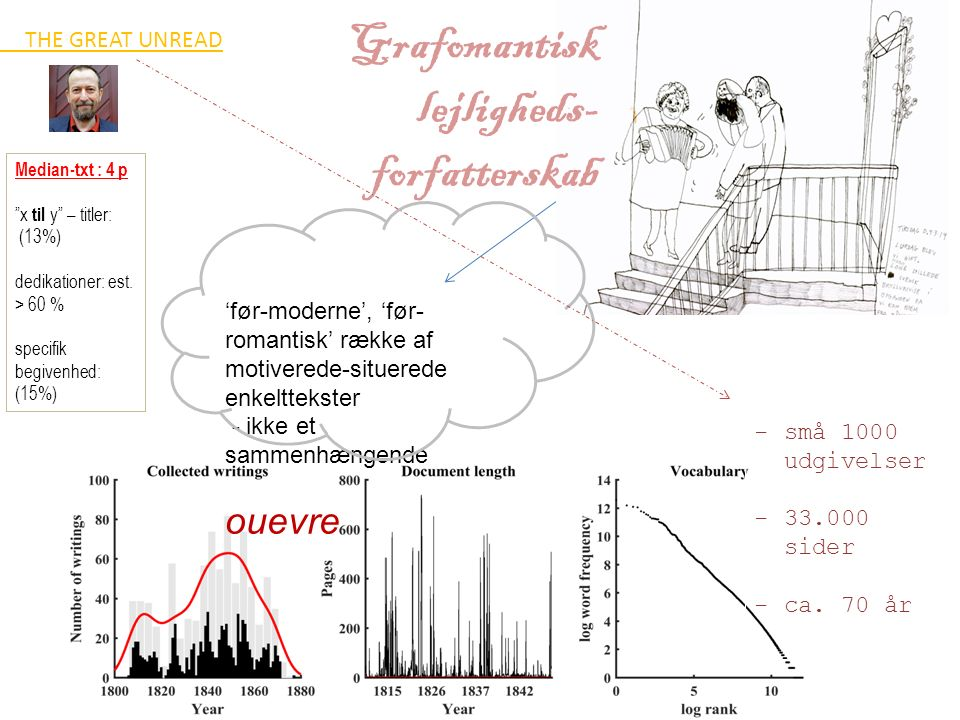 THE GREAT UNREAD
Grafomantisk
lejligheds-
forfatterskab
Median-txt : 4 p
”x til y” – titler:
(13%)
dedikationer: est.
> 60 %
specifik
begivenhed:
(15%)
‘før-moderne’, ‘før-
romantisk’ række af
motiverede-situerede
enkelttekster
- ikke et
sammenhængende
ouevre
TIRSDAG D.
LØRDAG BLEV
- små 1000
udgivelser
- 33.000
sider
- ca. 70 år
Collected writings
Number of writings
100
80
60
40
20
0
1800 1820 1840 1860 1880
Year
Document length
Pages
800
600
400
200
0
1815 1826 1837 1842
Year
Vocabulary
log word frequency
14
12
10
8
6
4
2
0
0 5 10
log rank